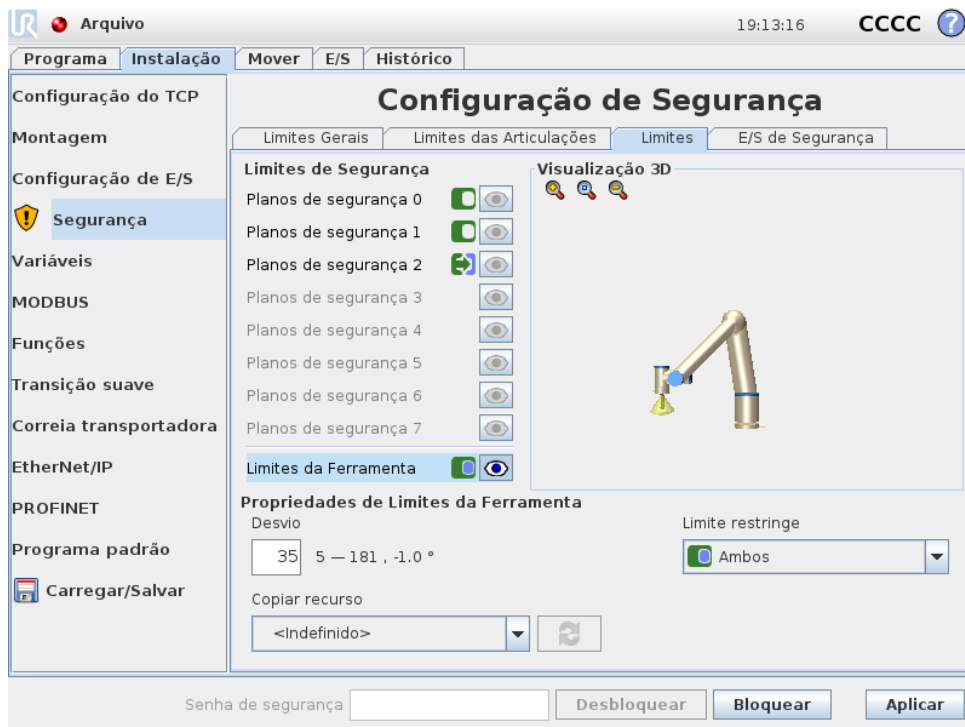 UR Arquivo 19:13:16 CCCC ?
Programa Instalação Mover E/S Histórico
Configuração do TCP
Montagem
Configuração de E/S
Segurança
Variáveis
MODBUS
Funções
Transição suave
Correia transportadora
EtherNet/IP
PROFINET
Programa padrão
Carregar/Salvar
Configuração de Segurança
Limites Gerais Limites das Articulações Limites E/S de Segurança
Limites de Segurança
Planos de segurança 0
Planos de segurança 1
Planos de segurança 2
Planos de segurança 3
Planos de segurança 4
Planos de segurança 5
Planos de segurança 6
Planos de segurança 7
Limites da Ferramenta
Visualização 3D
Propriedades de Limites da Ferramenta
Desvio
35 5 — 181 , -1.0 °
Limite restringe
Ambos
Copiar recurso
<Indefinido>
Senha de segurança Desbloquear Bloquear Aplicar